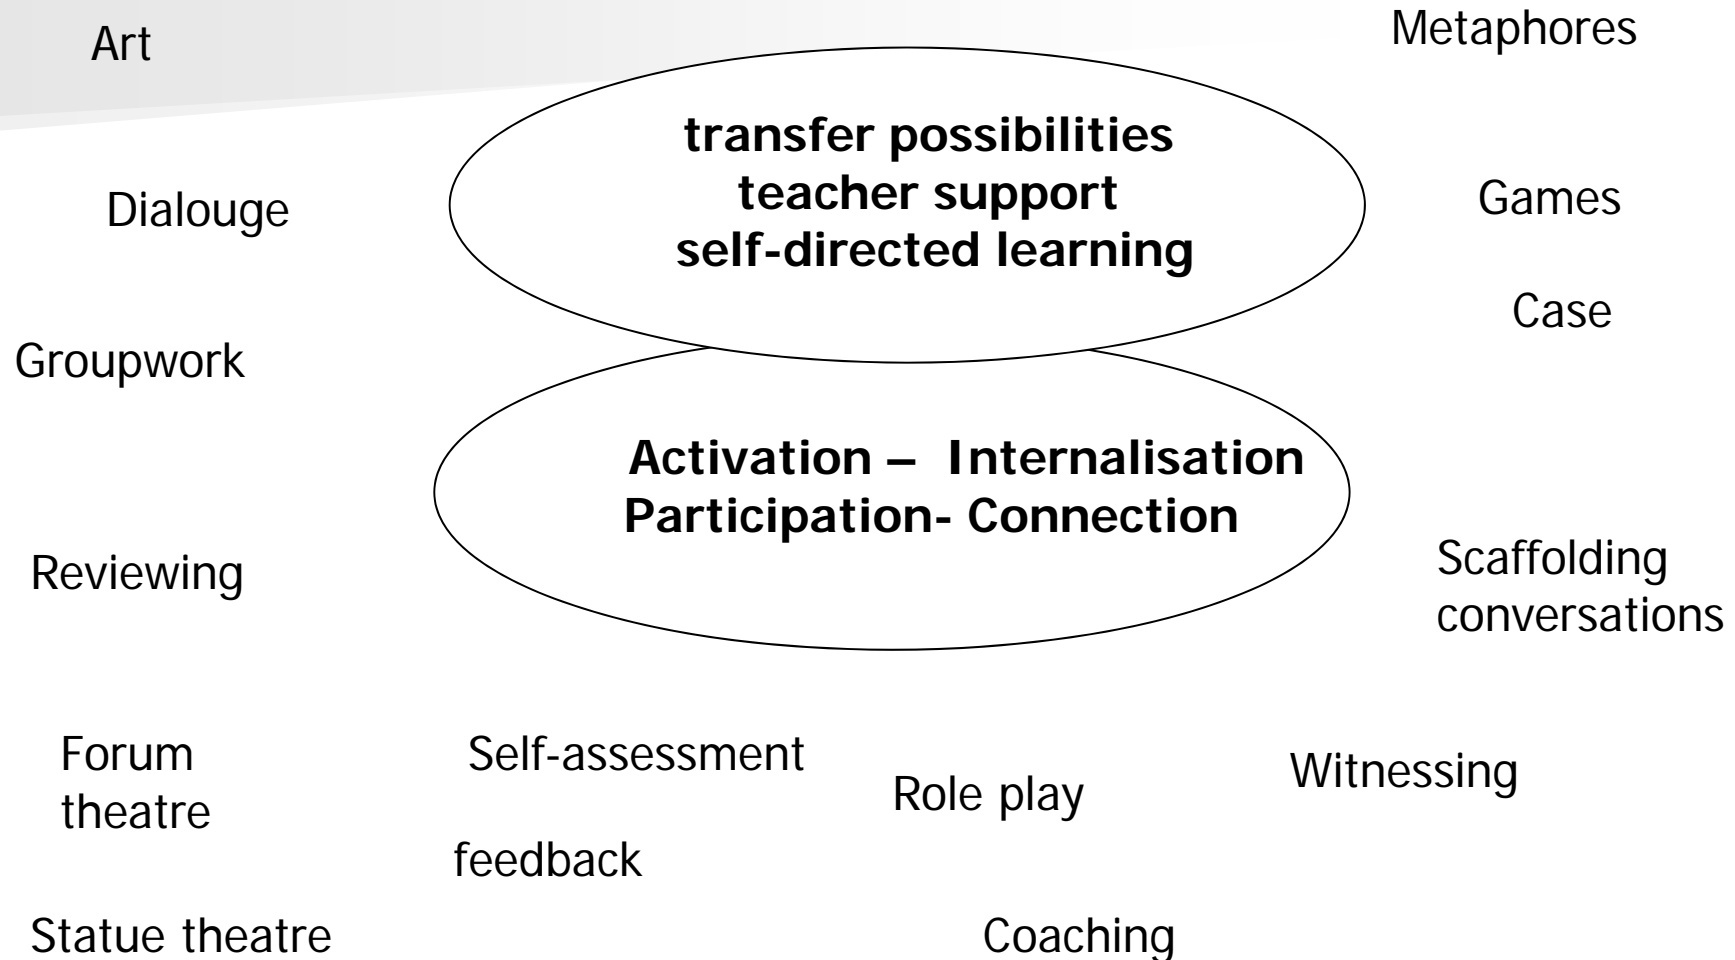 Art
Metaphores
transfer possibilities
teacher support
self-directed learning
Dialouge
Games
Case
Groupwork
Activation – Internalisation
Participation- Connection
Reviewing
Scaffolding
conversations
Forum
theatre
Self-assessment
Role play
Witnessing
feedback
Statue theatre
Coaching